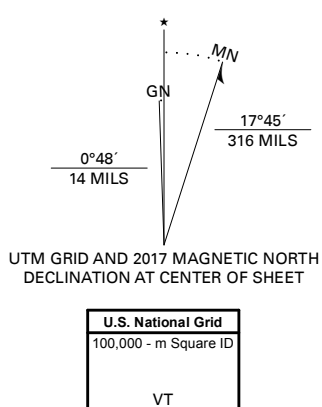 ★
MN
GN
17°45´
316 MILS
0°48´
14 MILS
UTM GRID AND 2017 MAGNETIC NORTH
DECLINATION AT CENTER OF SHEET
U.S. National Grid
100,000 - m Square ID
VT